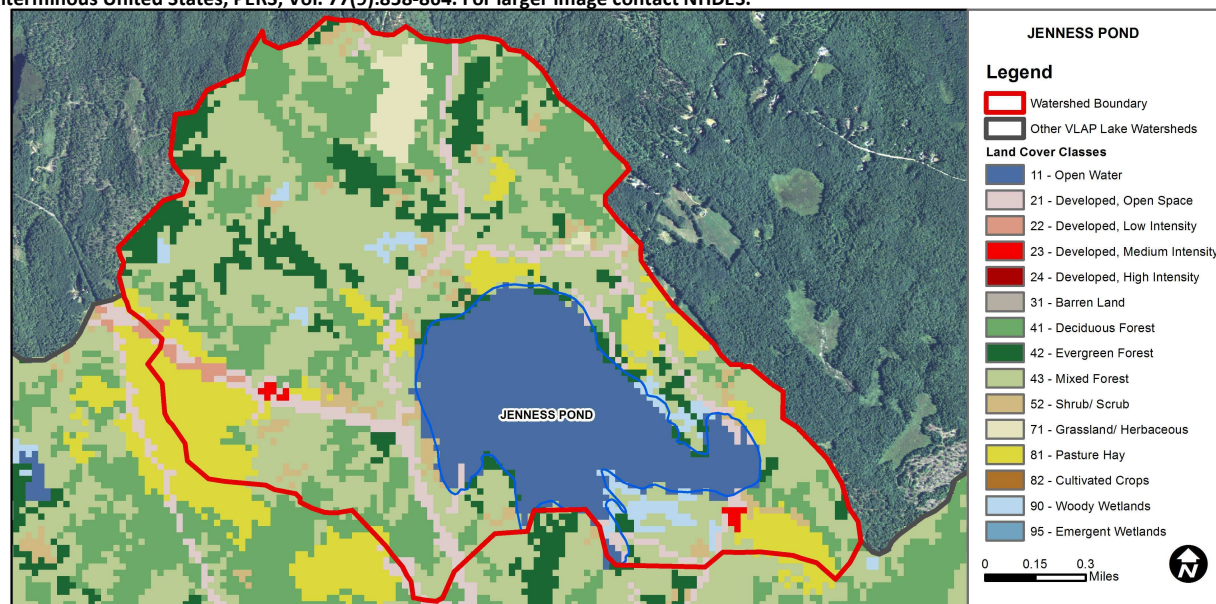 nterminous United States, PERS, Vol. 77(9):858-864. For larger image contact NHDES.
JENNESS POND
JENNESS POND
Legend
Watershed Boundary
Other VLAP Lake Watersheds
Land Cover Classes
11 - Open Water
21 - Developed, Open Space
22 - Developed, Low Intensity
23 - Developed, Medium Intensity
24 - Developed, High Intensity
31 - Barren Land
41 - Deciduous Forest
42 - Evergreen Forest
43 - Mixed Forest
52 - Shrub/ Scrub
71 - Grassland/ Herbaceous
81 - Pasture Hay
82 - Cultivated Crops
90 - Woody Wetlands
95 - Emergent Wetlands
0 0.15 0.3
Miles
N